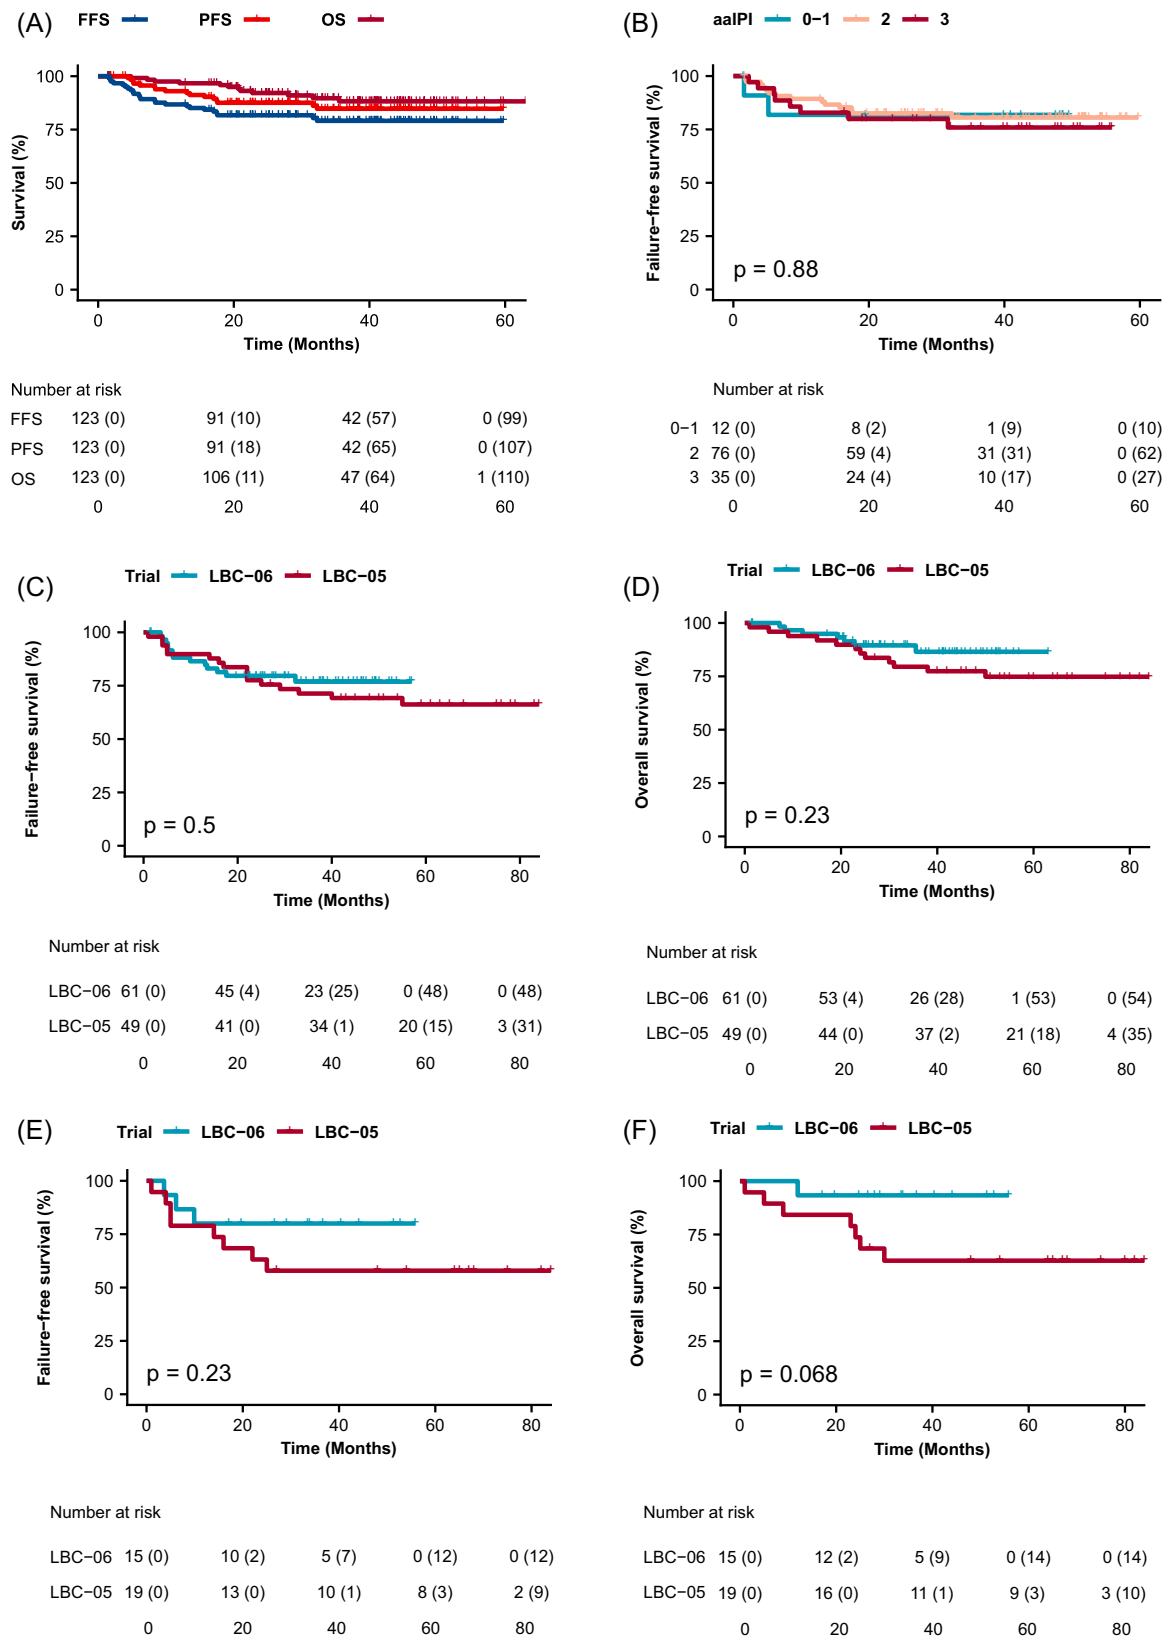 (A) FFS PFS OS
100
75
50
25
0
Survival (%)
0 20 40 60
Time (Months)
Number at risk
FFS 123 (0) 91 (10) 42 (57) 0 (99)
PFS 123 (0) 91 (18) 42 (65) 0 (107)
OS 123 (0) 106 (11) 47 (64) 1 (110)
0 20 40 60
(B) aaIPI 0−1 2 3
100
75
50
25
0
Failure−free survival (%)
p = 0.88
0 20 40 60
Time (Months)
Number at risk
0−1 12 (0) 8 (2) 1 (9) 0 (10)
2 76 (0) 59 (4) 31 (31) 0 (62)
3 35 (0) 24 (4) 10 (17) 0 (27)
0 20 40 60
(C) Trial LBC−06 LBC−05
100
75
50
25
0
Failure−free survival (%)
p = 0.5
0 20 40 60 80
Time (Months)
Number at risk
LBC−06 61 (0) 45 (4) 23 (25) 0 (48) 0 (48)
LBC−05 49 (0) 41 (0) 34 (1) 20 (15) 3 (31)
0 20 40 60 80
(D) Trial LBC−06 LBC−05
100
75
50
25
0
Overall survival (%)
p = 0.23
0 20 40 60 80
Time (Months)
Number at risk
LBC−06 61 (0) 53 (4) 26 (28) 1 (53) 0 (54)
LBC−05 49 (0) 44 (0) 37 (2) 21 (18) 4 (35)
0 20 40 60 80
(E) Trial LBC−06 LBC−05
100
75
50
25
0
Failure−free survival (%)
p = 0.23
0 20 40 60 80
Time (Months)
Number at risk
LBC−06 15 (0) 10 (2) 5 (7) 0 (12) 0 (12)
LBC−05 19 (0) 13 (0) 10 (1) 8 (3) 2 (9)
0 20 40 60 80
(F) Trial LBC−06 LBC−05
100
75
50
25
0
Overall survival (%)
p = 0.068
0 20 40 60 80
Time (Months)
Number at risk
LBC−06 15 (0) 12 (2) 5 (9) 0 (14) 0 (14)
LBC−05 19 (0) 16 (0) 11 (1) 9 (3) 3 (10)
0 20 40 60 80